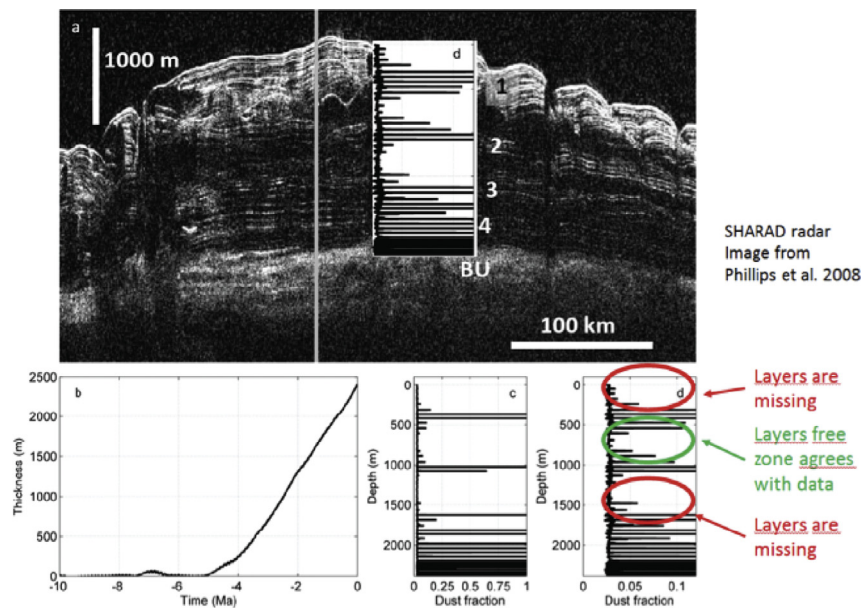 a
1000 m
d
1
2
3
4
BU
100 km
SHARAD radar
Image from
Phillips et al. 2008
2500
2000
1500
1000
500
0
Thickness (m)
b
-10
-8
-6
-4
-2
0
Time (Ma)
0
500
1000
1500
2000
Depth (m)
c
0
0.25
0.5
0.75
1
Dust fraction
0
500
1000
1500
2000
Depth (m)
d
0
0.05
0.1
Dust fraction
Layers are
missing
Layers free
zone agrees
with data
Layers are
missing